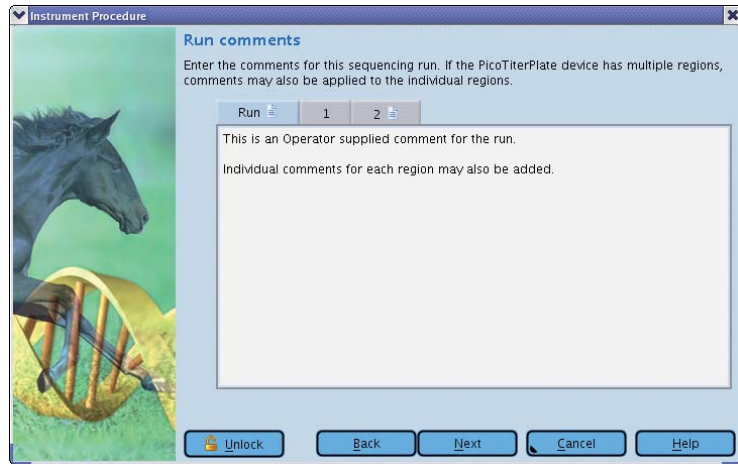 Instrument Procedure
Run comments
Enter the comments for this sequencing run. If the PicoTiterPlate device has multiple regions,
comments may also be applied to the individual regions.
Run 1 2
This is an Operator supplied comment for the run.
Individual comments for each region may also be added.
Unlock Back Next Cancel Help